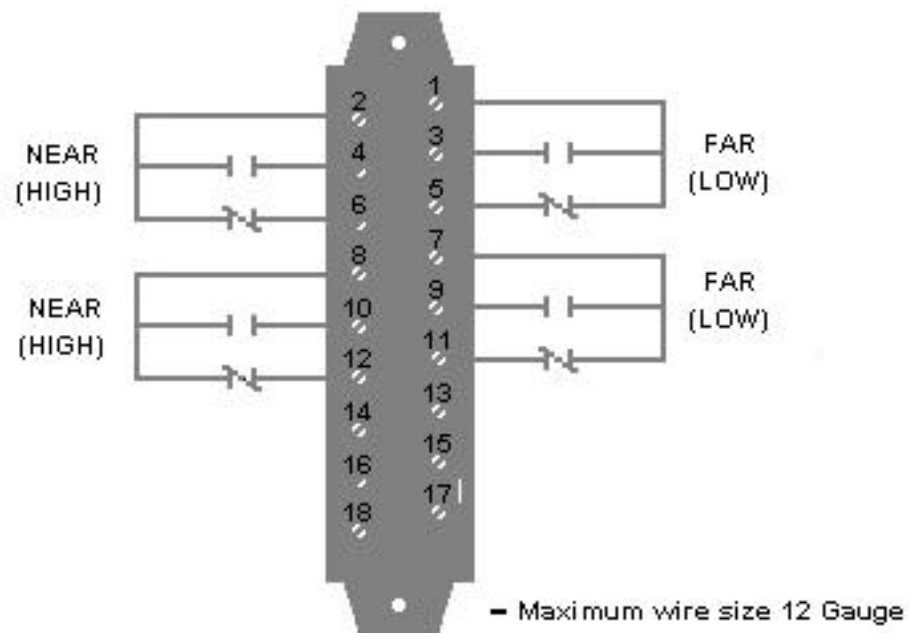 1
2
3
4
5
6
7
8
9
10
11
12
13
14
15
16
17
18
NEAR
(HIGH)
FAR
(LOW)
NEAR
(HIGH)
FAR
(LOW)
- Maximum wire size 12 Gauge